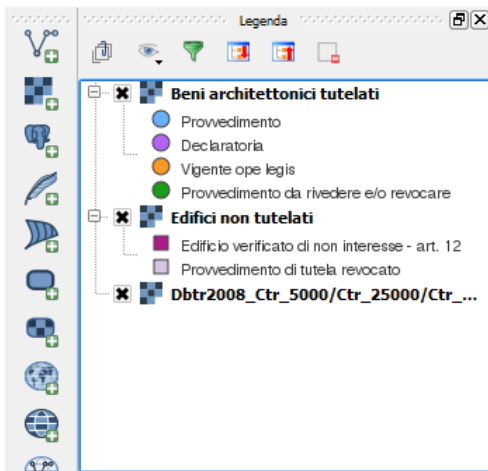 Legenda
Beni architettonici tutelati
Provvedimento
Declaratoria
Vigente ope legis
Provvedimento da rivedere e/o revocare
Edifici non tutelati
Edificio verificato di non interesse - art. 12
Provvedimento di tutela revocato
Dbtr2008_Ctr_5000/Ctr_25000/Ctr_...